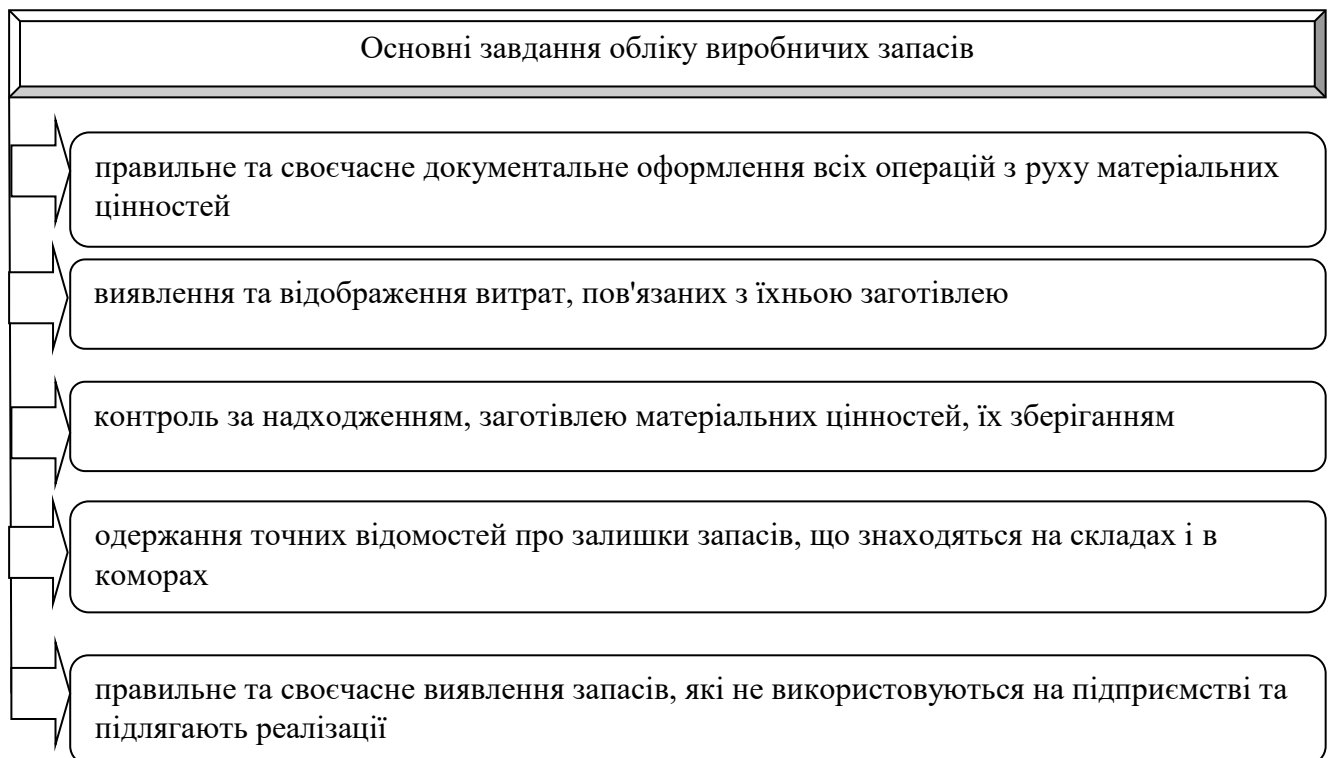 Основні завдання обліку виробничих запасів
правильне та своєчасне документальне оформлення всіх операцій з руху матеріальних
цінностей
виявлення та відображення витрат, пов'язаних з їхньою заготівлею
контроль за надходженням, заготівлею матеріальних цінностей, їх зберіганням
одержання точних відомостей про залишки запасів, що знаходяться на складах і в
коморах
правильне та своєчасне виявлення запасів, які не використовуються на підприємстві та
підлягають реалізації